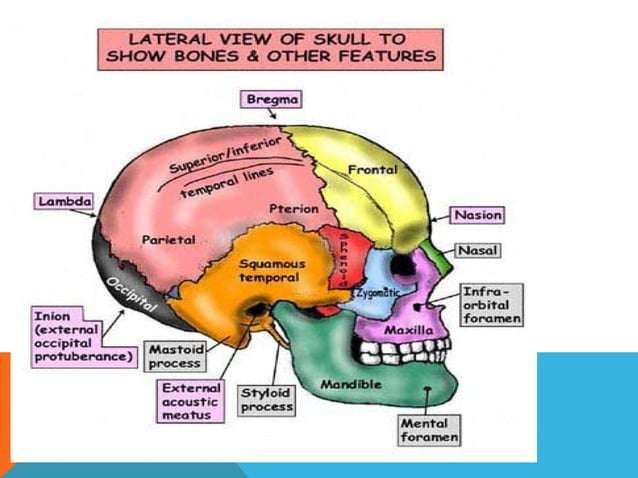 LATERAL VIEW OF SKULL TO
SHOW BONES & OTHER FEATURES
Bregma
Superior/inferior
temporal lines
Frontal
Lambda
Pterion
Nasion
Parietal
Sphenoid
Nasal
Squamous
temporal
Occipital
Zygomatic
Infra-
orbital
foramen
Inion
(external
occipital
protuberance)
Maxilla
Mastoid
process
External
acoustic
meatus
Styloid
process
Mandible
Mental
foramen